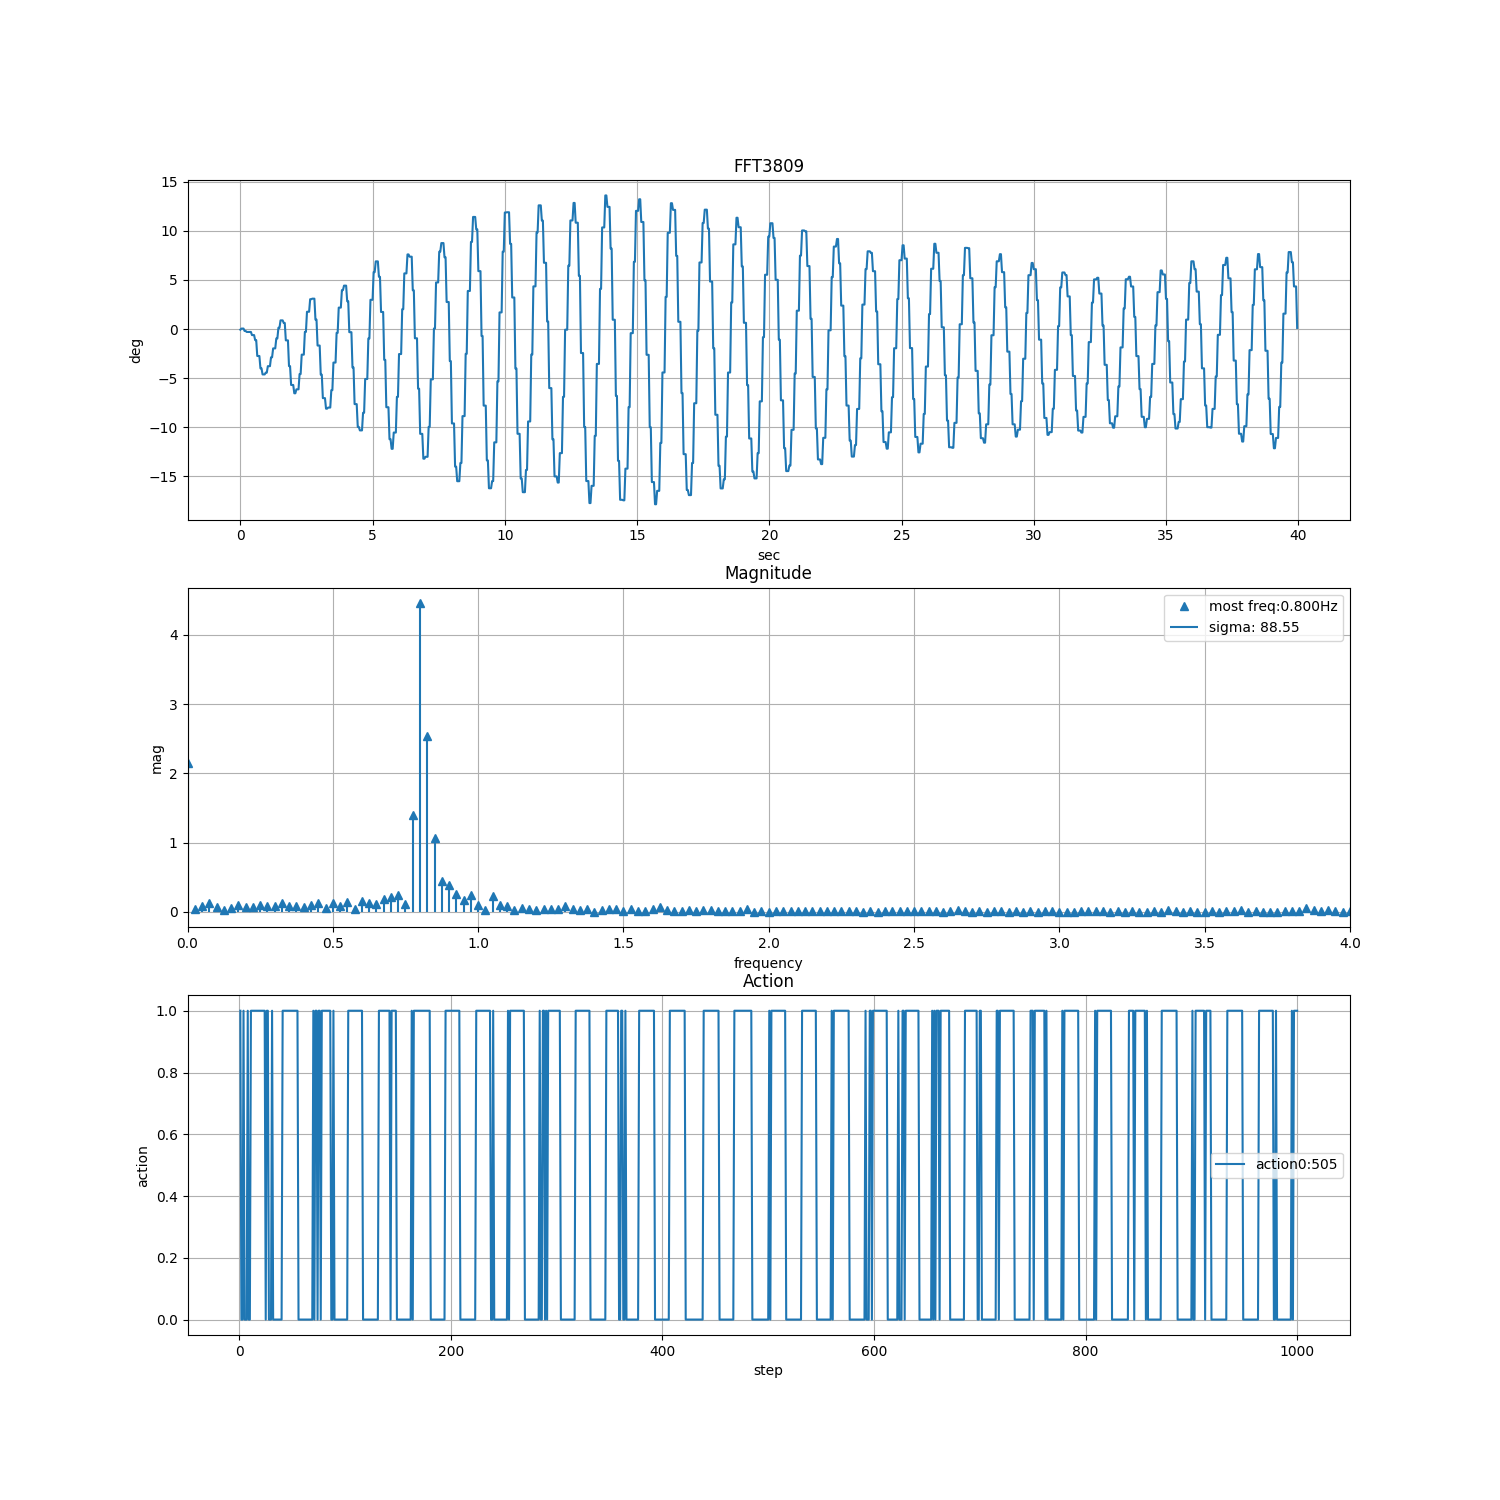 FFT3809
15
10
5
0
−5
−10
−15
deg
0 5 10 15 20 25 30 35 40
sec
Magnitude
most freq:0.800Hz
sigma: 88.55
4
3
2
1
0
mag
0.0 0.5 1.0 1.5 2.0 2.5 3.0 3.5 4.0
frequency
Action
1.0
0.8
0.6
0.4
0.2
0.0
action
action0:505
0 200 400 600 800 1000
step